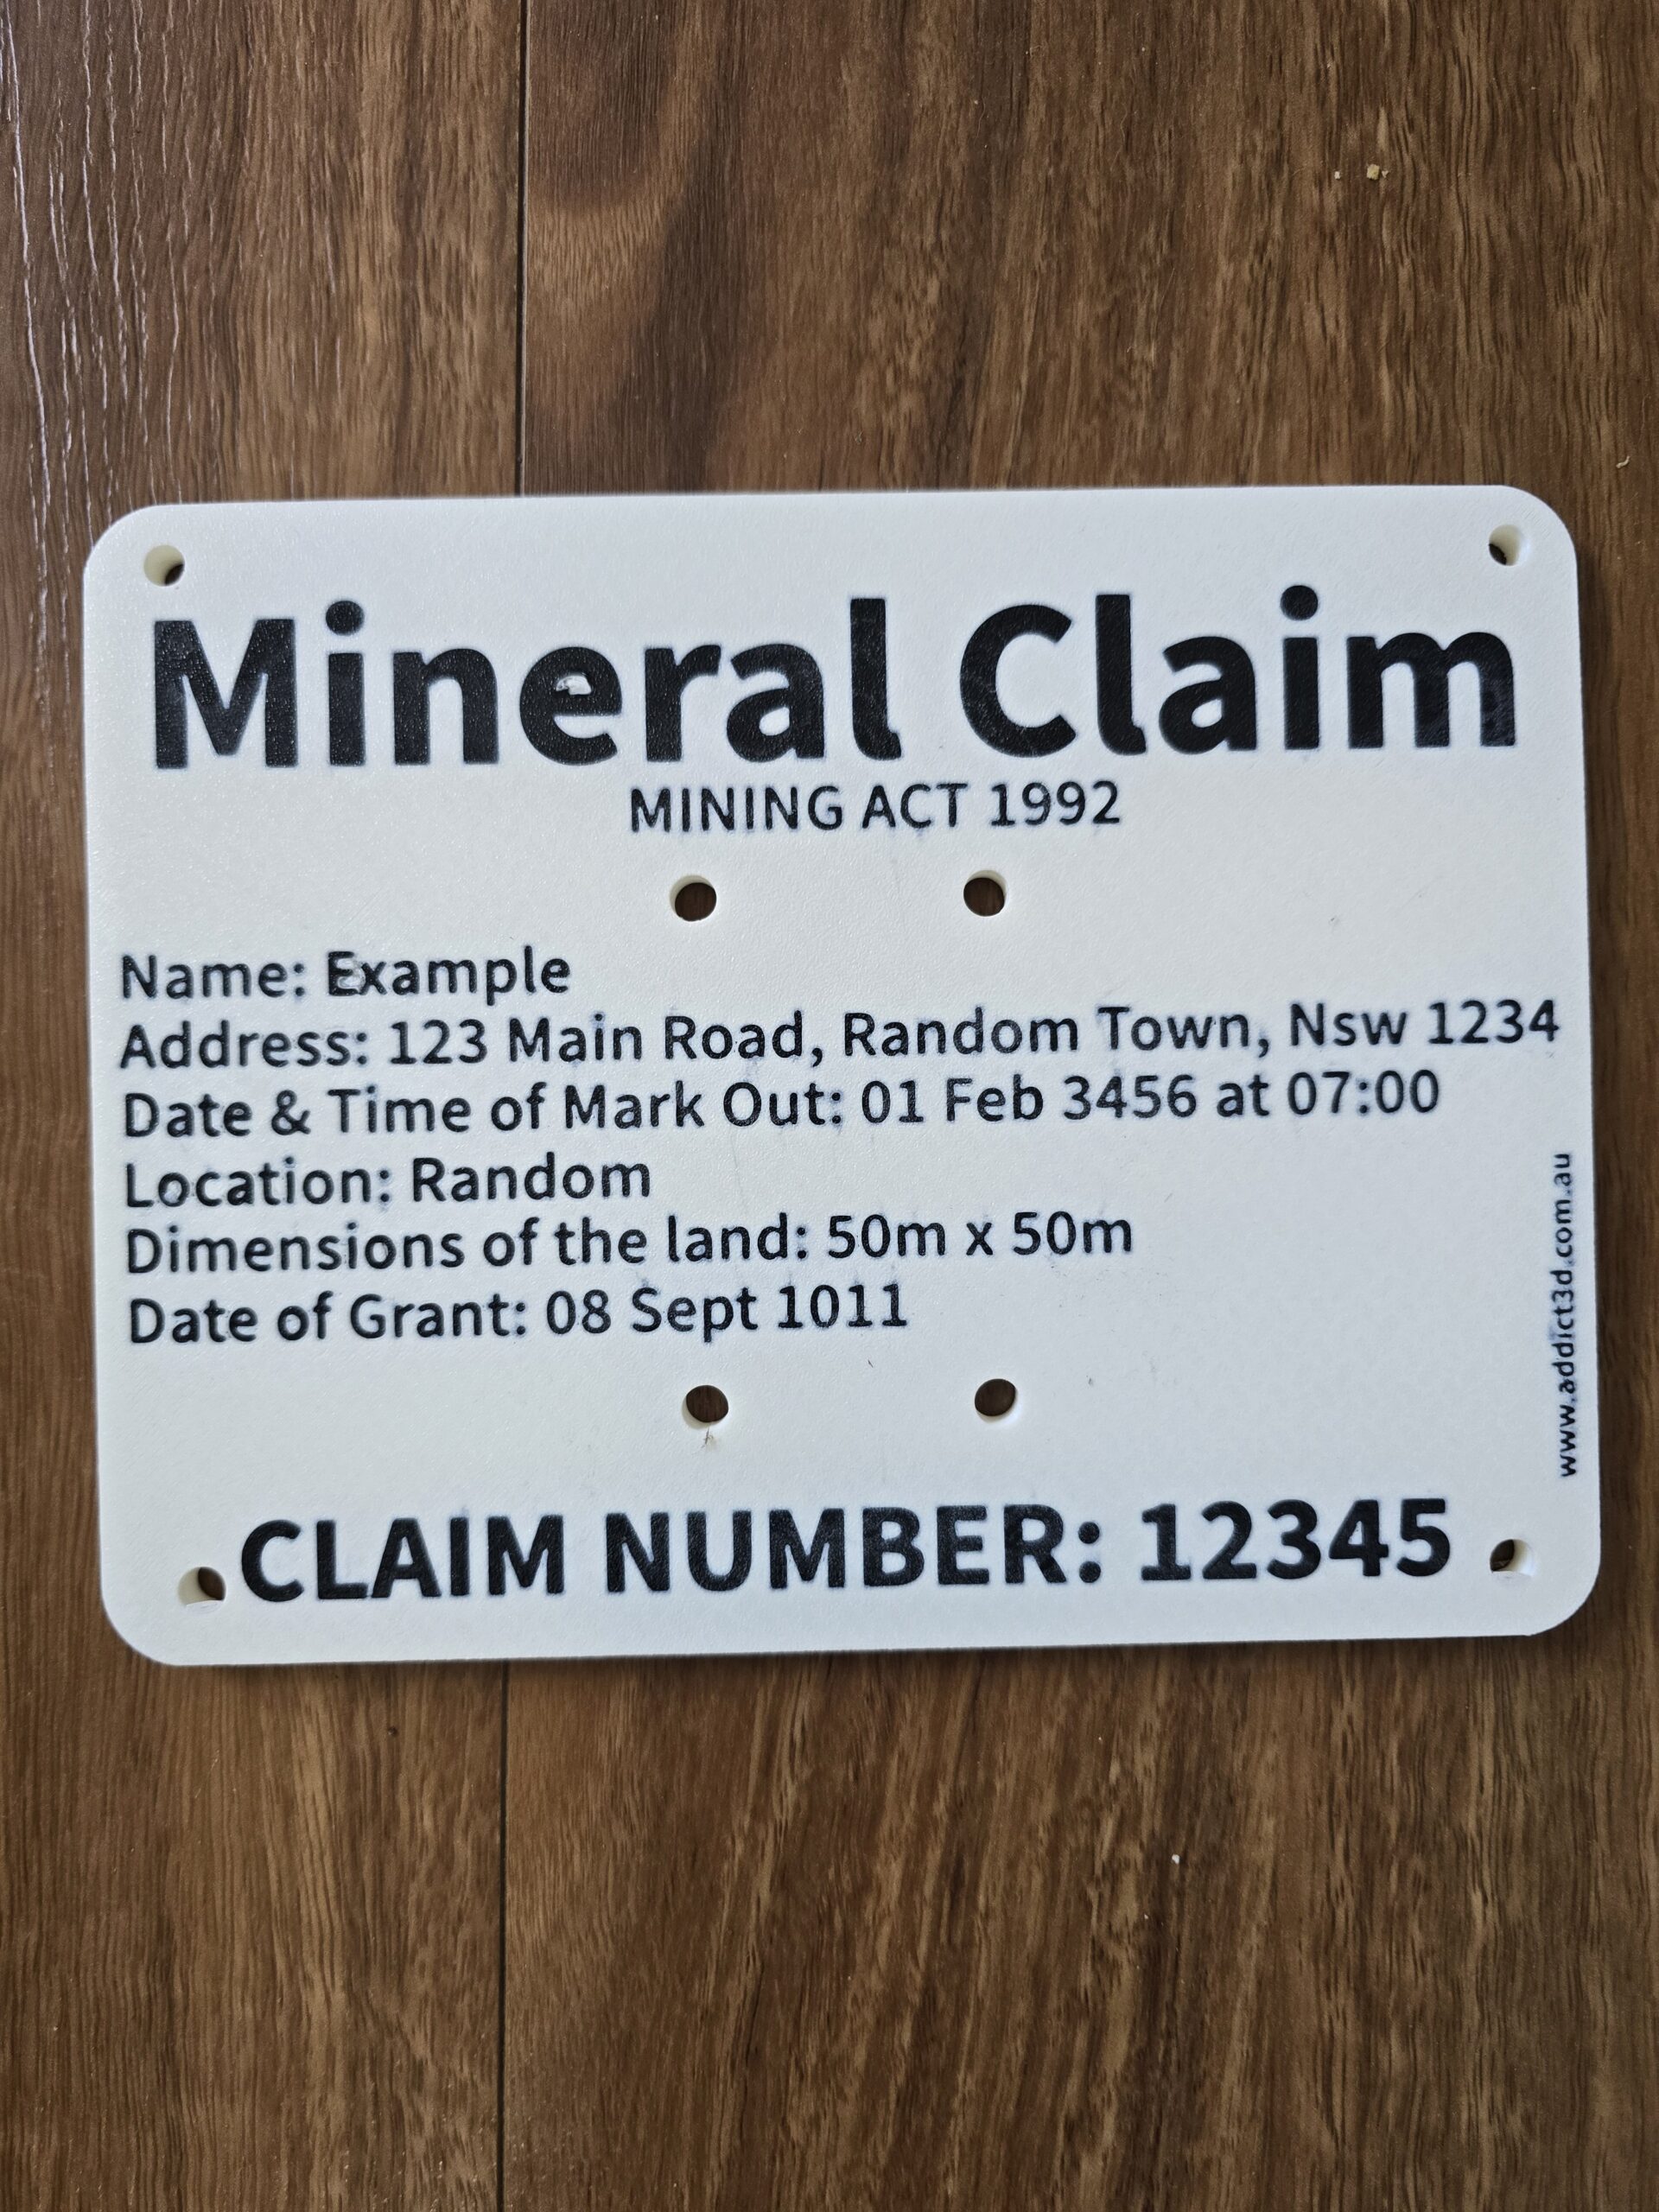 Mineral Claim
MINING ACT 1992
Name: Example
Address: 123 Main Road, Random Town, Nsw 1234
Date & Time of Mark Out: 01 Feb 3456 at 07:00
Location: Random
Dimensions of the land: 50m x 50m
Date of Grant: 08 Sept 1011
www.addict3d.com.au
CLAIM NUMBER: 12345